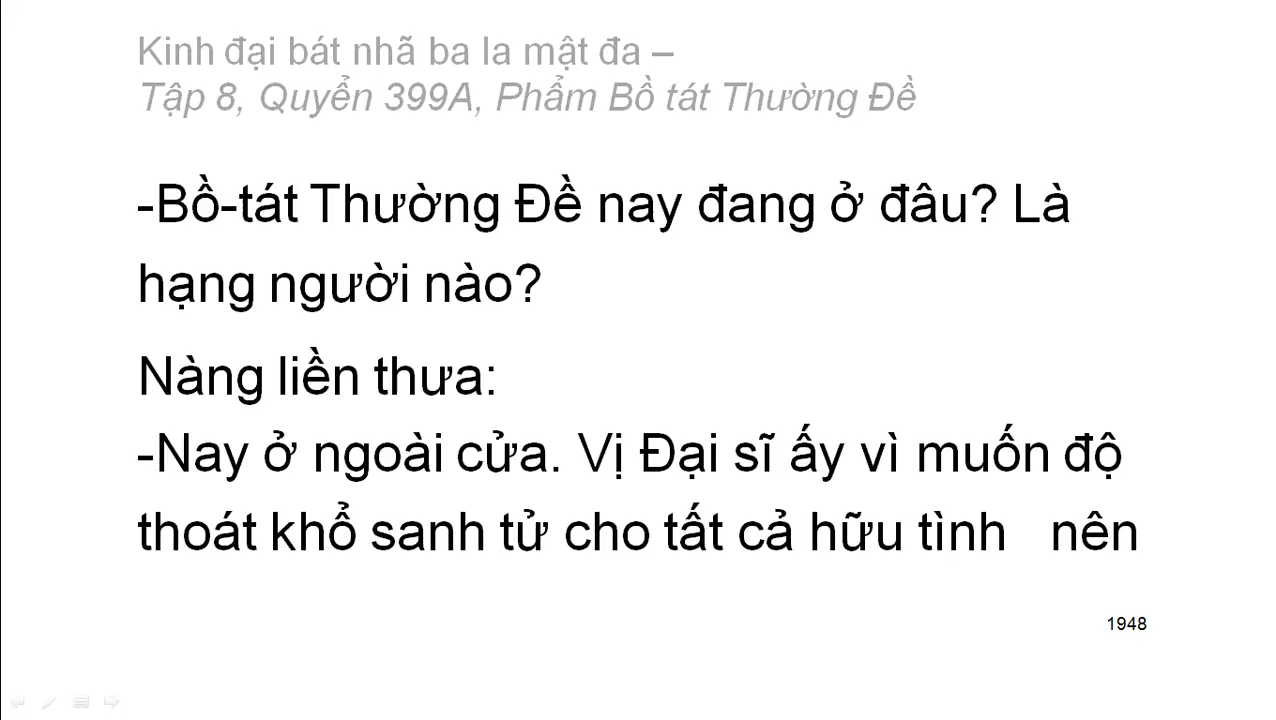 Kinh đại bát nhã ba la mật đa –
Tập 8, Quyển 399A, Phẩm Bồ tát Thường Đề
-Bồ-tát Thường Đề nay đang ở đâu? Là
hạng người nào?
Nàng liền thưa:
-Nay ở ngoài cửa. Vị Đại sĩ ấy vì muốn độ
thoát khổ sanh tử cho tất cả hữu tình nên
1948